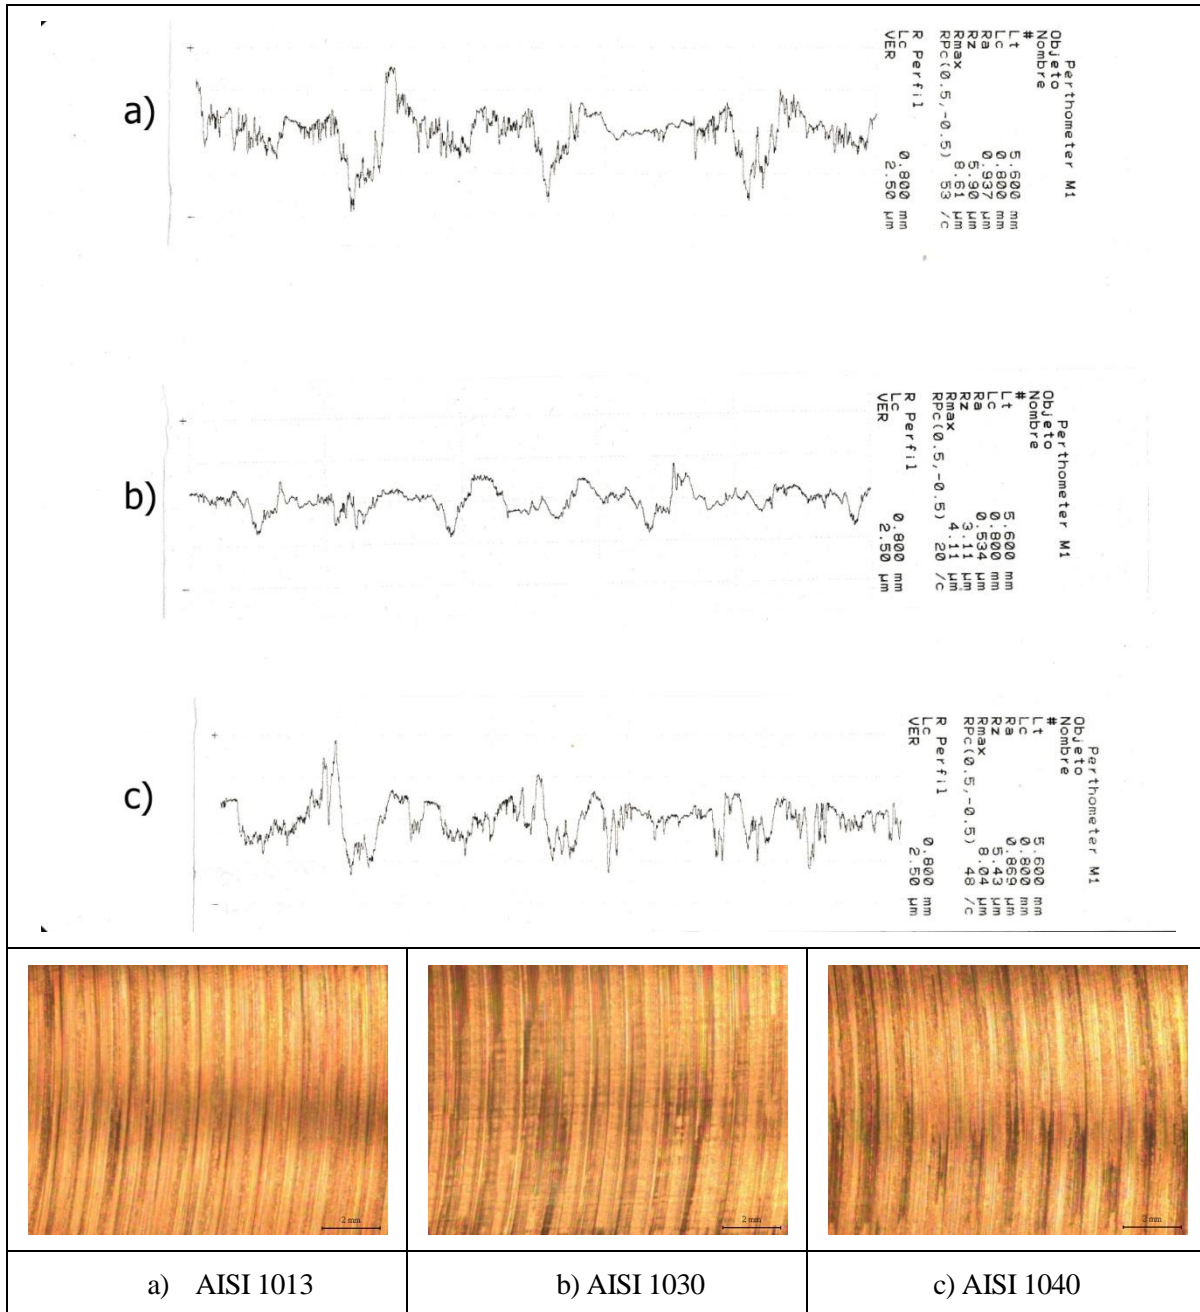 a)
+
-
Perthometer M1
Objeto
Nombre
#
Lt 5.600 mm
Lc 0.800 mm
Ra 0.937 µm
Rz 5.90 µm
Rmax 8.61 µm
RPc(0.5,-0.5) 53 /c
R Perfil
Lc 0.800 mm
VER 2.50 µm
b)
+
-
Perthometer M1
Objeto
Nombre
#
Lt 5.600 mm
Lc 0.800 mm
Ra 0.534 µm
Rz 3.11 µm
Rmax 4.11 µm
RPc(0.5,-0.5) 20 /c
R Perfil
Lc 0.800 mm
VER 2.50 µm
c)
+
-
Perthometer M1
Objeto
Nombre
#
Lt 5.600 mm
Lc 0.800 mm
Ra 0.869 µm
Rz 5.43 µm
Rmax 8.04 µm
RPc(0.5,-0.5) 48 /c
R Perfil
Lc 0.800 mm
VER 2.50 µm
2 mm
2 mm
2 mm
a) AISI 1013
b) AISI 1030
c) AISI 1040